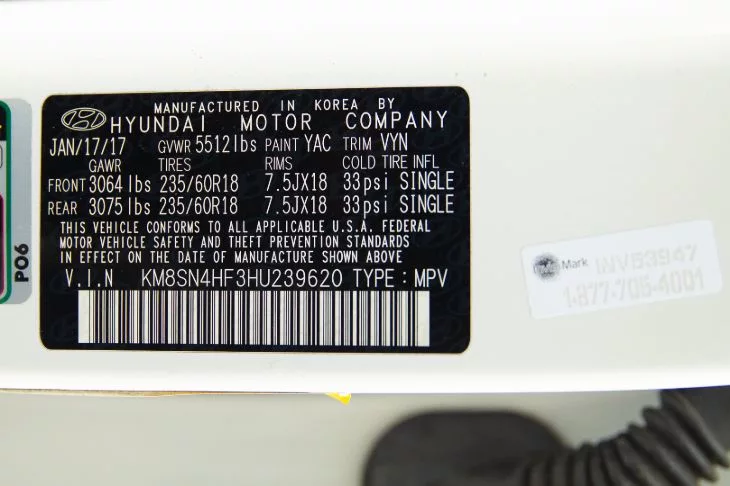 MANUFACTURED IN KOREA BY
HYUNDAI MOTOR COMPANY
JAN/17/17 GVWR 5512lbs PAINT YAC TRIM VYN
GAWR TIRES RIMS COLD TIRE INFL
FRONT 3064lbs 235/60R18 7.5JX18 33psi SINGLE
REAR 3075lbs 235/60R18 7.5JX18 33psi SINGLE
THIS VEHICLE CONFORMS TO ALL APPLICABLE U.S.A. FEDERAL
MOTOR VEHICLE SAFETY AND THEFT PREVENTION STANDARDS
IN EFFECT ON THE DATE OF MANUFACTURE SHOWN ABOVE
V.I.N KM8SN4HF3HU239620 TYPE : MPV
P06
Mark
1-877-705-4001